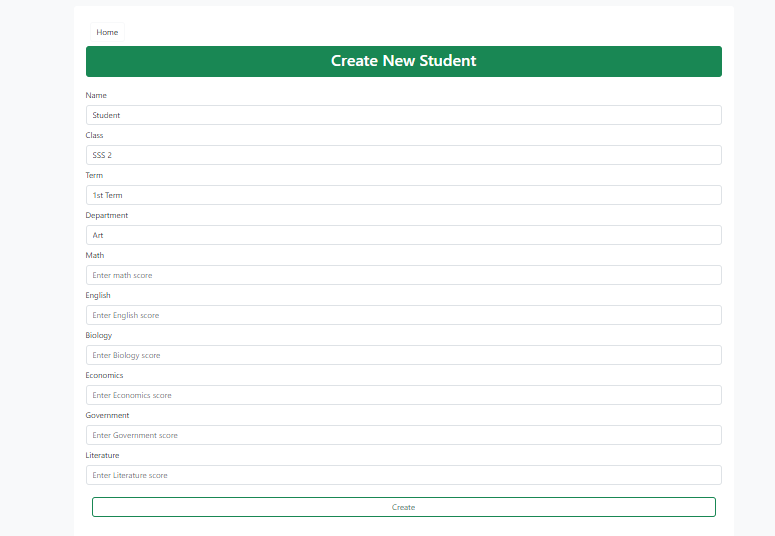 Home
Create New Student
Name
Student
Class
SSS 2
Term
1st Term
Department
Art
Math
Enter math score
English
Enter English score
Biology
Enter Biology score
Economics
Enter Economics score
Government
Enter Government score
Literature
Enter Literature score
Create